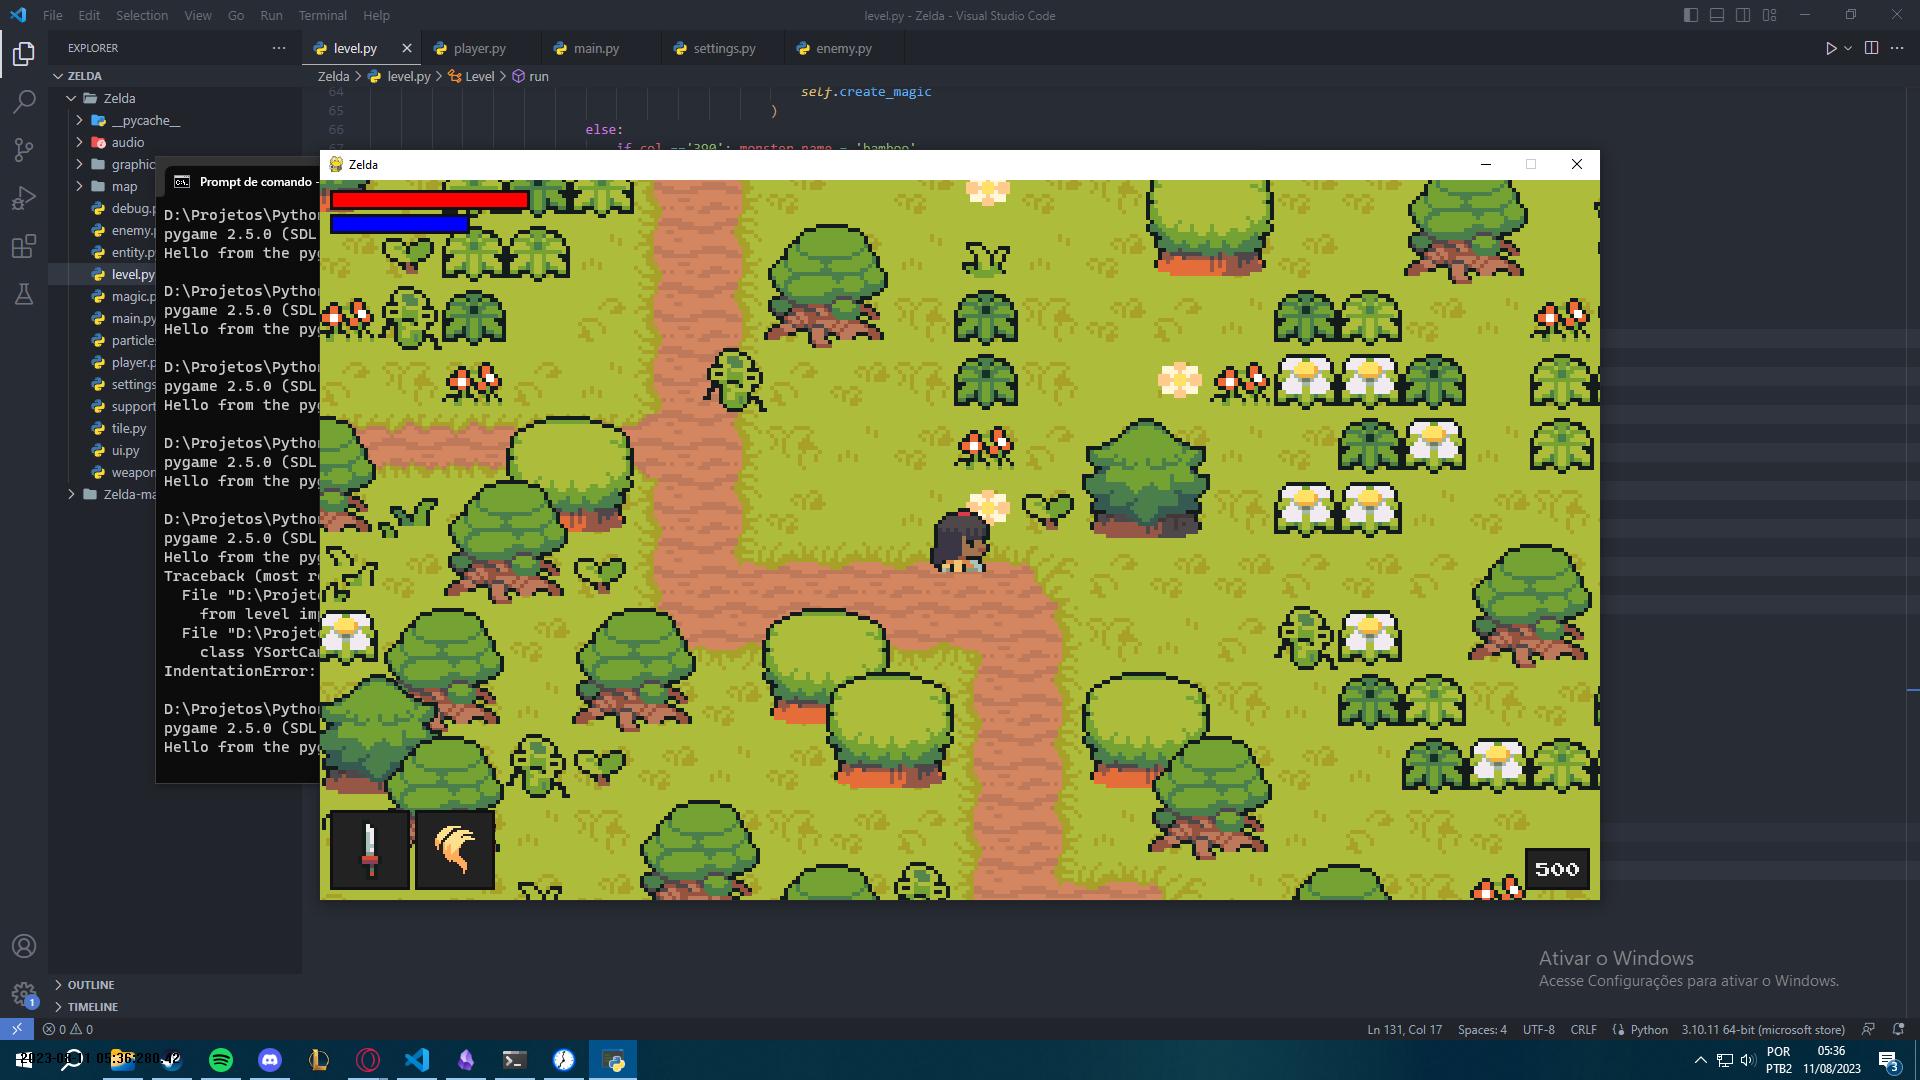 File Edit Selection View Go Run Terminal Help
level.py - Zelda - Visual Studio Code
EXPLORER
level.py
player.py
main.py
settings.py
enemy.py
ZELDA
Zelda > level.py > Level > run
Zelda
__pycache__
audio
graphic
map
debug.p
enemy.
entity.p
level.py
magic.p
main.py
particle
player.p
settings
support
tile.py
ui.py
weapon
Zelda-ma
64 self.create_magic
65 )
66 else:
67 if col =='390': monster_name = 'bamboo'
Prompt de comando -
D:\Projetos\Python
pygame 2.5.0 (SDL
Hello from the pyg
D:\Projetos\Python
pygame 2.5.0 (SDL
Hello from the pyg
D:\Projetos\Python
pygame 2.5.0 (SDL
Hello from the pyg
D:\Projetos\Python
pygame 2.5.0 (SDL
Hello from the pyg
D:\Projetos\Python
pygame 2.5.0 (SDL
Hello from the pyg
Traceback (most re
File "D:\Projeto
from level imp
File "D:\Projeto
class YSortCam
IndentationError:
D:\Projetos\Python
pygame 2.5.0 (SDL
Hello from the pyg
Zelda
500
Ativar o Windows
Acesse Configurações para ativar o Windows.
OUTLINE
TIMELINE
1
0 0
Ln 131, Col 17 Spaces: 4 UTF-8 CRLF Python 3.10.11 64-bit (microsoft store)
POR
PTB2
05:36
11/08/2023
3